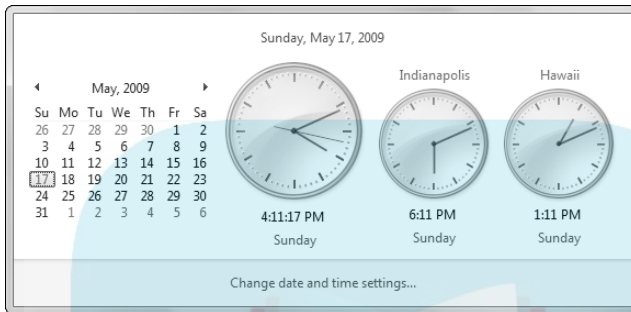 Sunday, May 17, 2009
May, 2009
Su Mo Tu We Th Fr Sa
26 27 28 29 30 1 2
3 4 5 6 7 8 9
10 11 12 13 14 15 16
17 18 19 20 21 22 23
24 25 26 27 28 29 30
31 1 2 3 4 5 6
4:11:17 PM
Sunday
Indianapolis
6:11 PM
Sunday
Hawaii
1:11 PM
Sunday
Change date and time settings...